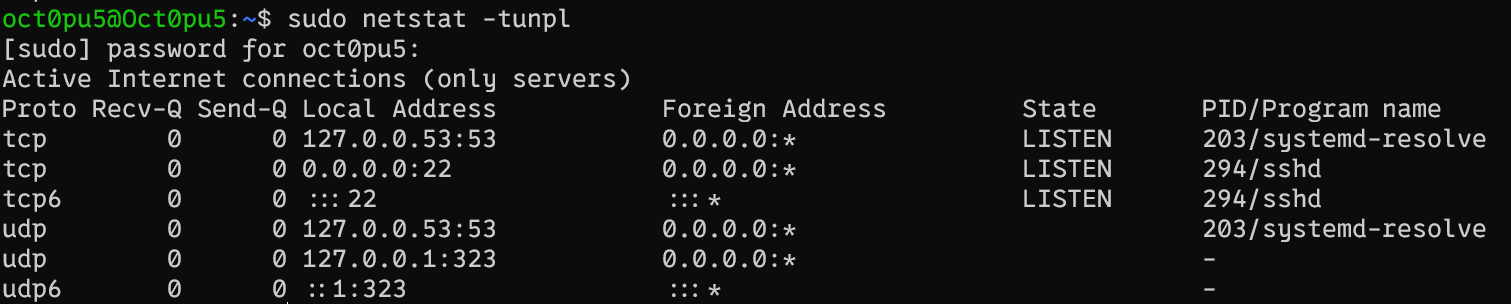 oct0pu5@Oct0pu5:~$ sudo netstat -tunpl
[sudo] password for oct0pu5:
Active Internet connections (only servers)
Proto Recv-Q Send-Q Local Address           Foreign Address         State       PID/Program name
tcp        0      0 127.0.0.53:53           0.0.0.0:*               LISTEN      203/systemd-resolve
tcp        0      0 0.0.0.0:22              0.0.0.0:*               LISTEN      294/sshd
tcp6       0      0 :::22                   :::*                    LISTEN      294/sshd
udp        0      0 127.0.0.53:53           0.0.0.0:*                           203/systemd-resolve
udp        0      0 127.0.0.1:323           0.0.0.0:*                           -
udp6       0      0 ::1:323                 :::*                                -